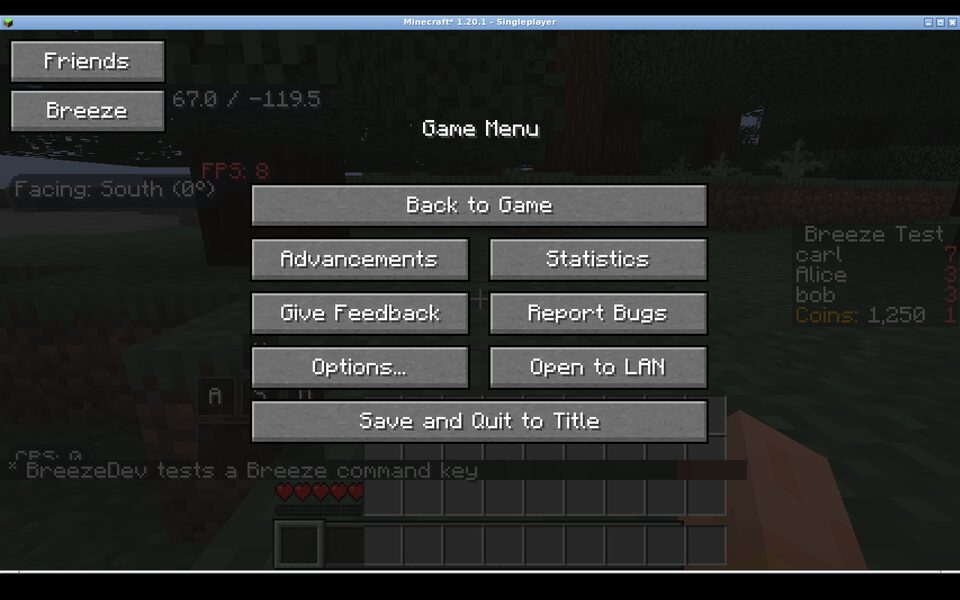 Minecraft* 1.20.1 - Singleplayer
Friends
Breeze
67.0 / -119.5
Game Menu
FPS: 8
Facing: South (0°)
Back to Game
Advancements
Statistics
Give Feedback
Report Bugs
Options...
Open to LAN
Save and Quit to Title
Breeze Test
carl 7
Alice 3
bob 3
Coins: 1,250 1
A
CPS: 0
* BreezeDev tests a Breeze command key